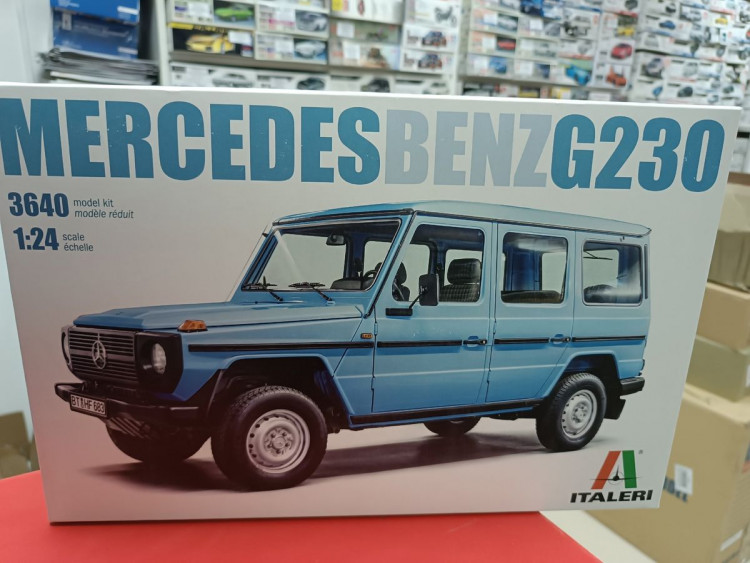 MERCEDESBENZG230
3640 model kit
modèle réduit
1:24 scale
échelle
ITALERI